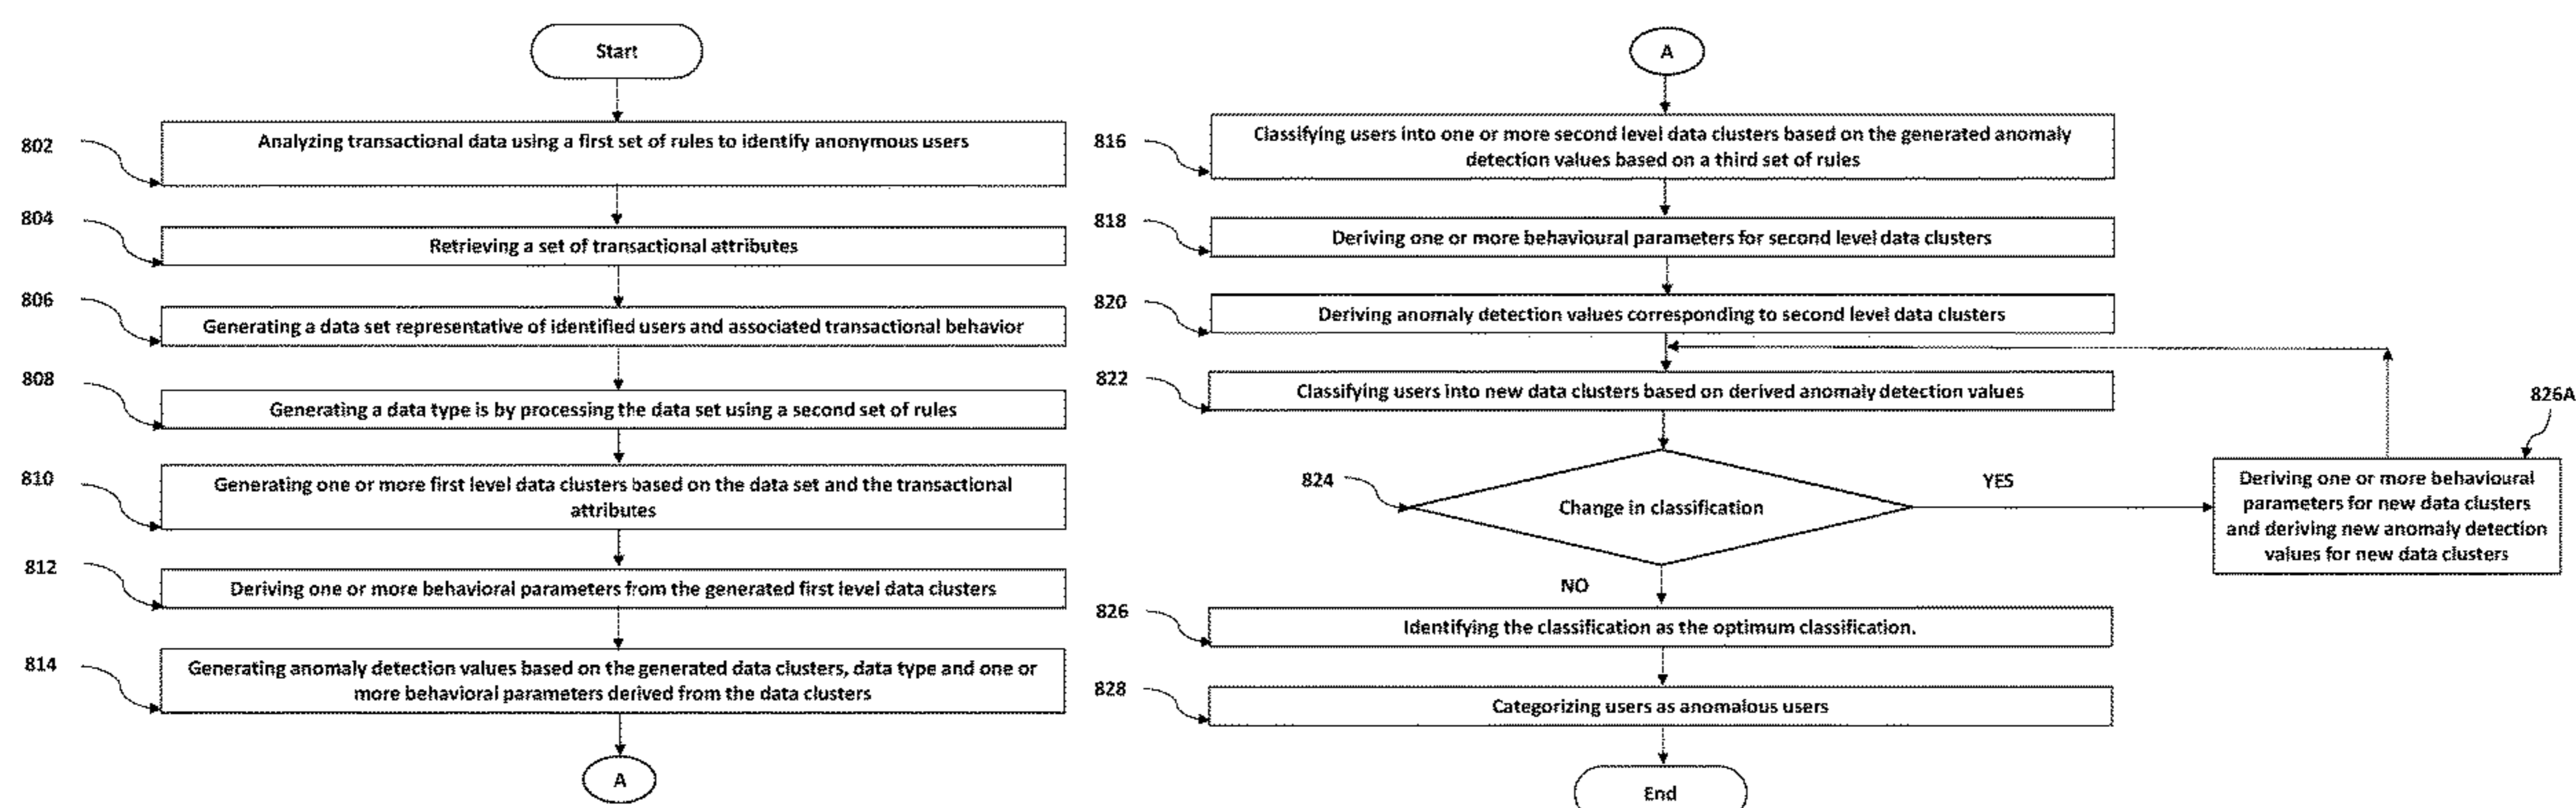 Start
802
Analyzing transactional data using a first set of rules to identify anonymous users
804
Retrieving a set of transactional attributes
806
Generating a data set representative of identified users and associated transactional behavior
808
Generating a data type is by processing the data set using a second set of rules
810
Generating one or more first level data clusters based on the data set and the transactional
attributes
812
Deriving one or more behavioral parameters from the generated first level data clusters
814
Generating anomaly detection values based on the generated data clusters, data type and one or
more behavioral parameters derived from the data clusters
A
A
816
Classifying users into one or more second level data clusters based on the generated anomaly
detection values based on a third set of rules
818
Deriving one or more behavioural parameters for second level data clusters
820
Deriving anomaly detection values corresponding to second level data clusters
822
Classifying users into new data clusters based on derived anomaly detection values
824
Change in classification
YES
826A
Deriving one or more behavioural
parameters for new data clusters
and deriving new anomaly detection
values for new data clusters
NO
826
Identifying the classification as the optimum classification.
828
Categorizing users as anomalous users
End